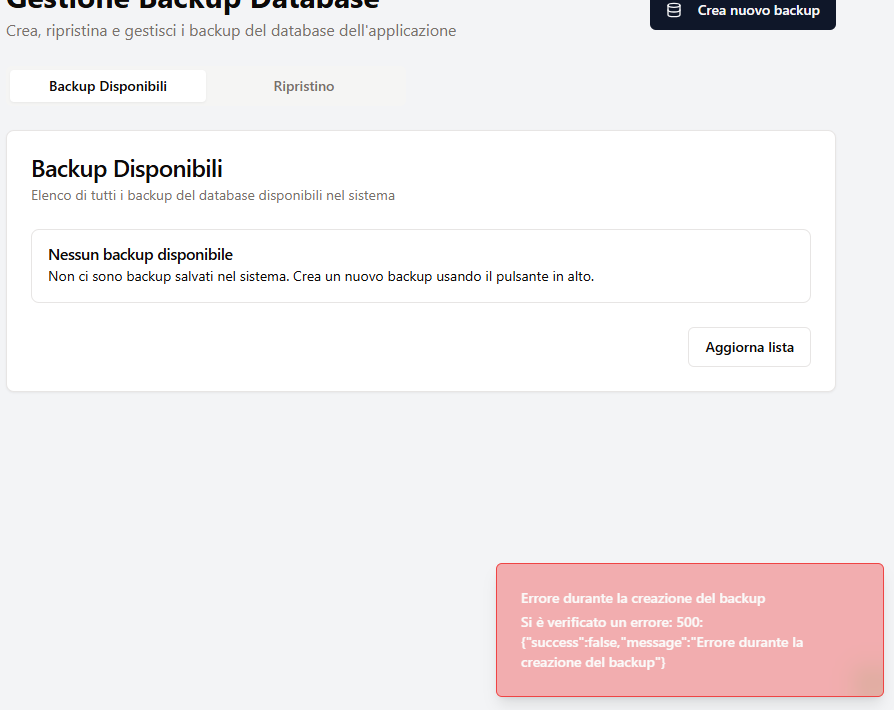 Gestione Backup Database
Crea nuovo backup
Crea, ripristina e gestisci i backup del database dell'applicazione
Backup Disponibili
Ripristino
Backup Disponibili
Elenco di tutti i backup del database disponibili nel sistema
Nessun backup disponibile
Non ci sono backup salvati nel sistema. Crea un nuovo backup usando il pulsante in alto.
Aggiorna lista
Errore durante la creazione del backup
Si è verificato un errore: 500:
{"success":false,"message":"Errore durante la
creazione del backup"}